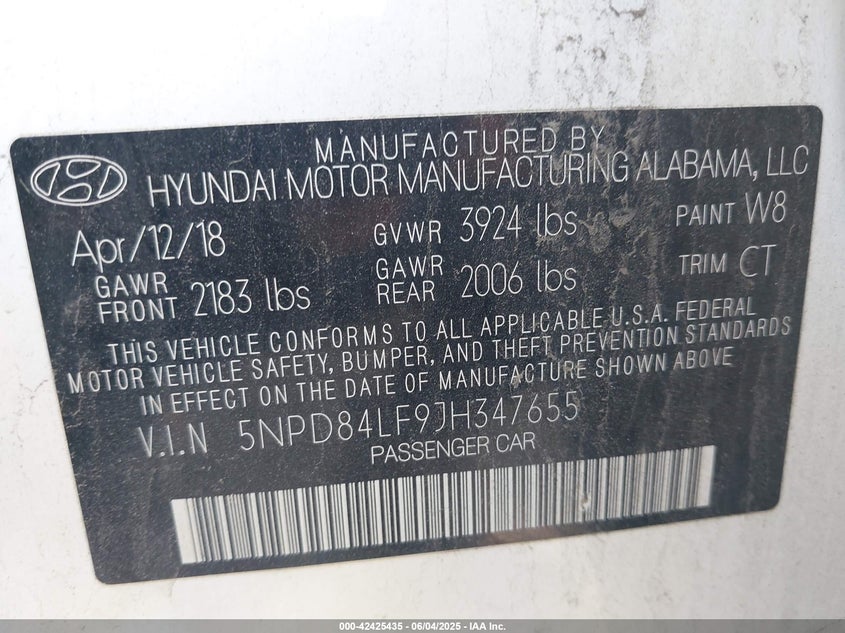 MANUFACTURED BY
HYUNDAI MOTOR MANUFACTURING ALABAMA, LLC
Apr/12/18 GVWR 3924 lbs PAINT W8
GAWR FRONT 2183 lbs GAWR REAR 2006 lbs TRIM CT
THIS VEHICLE CONFORMS TO ALL APPLICABLE U.S.A. FEDERAL
MOTOR VEHICLE SAFETY, BUMPER, AND THEFT PREVENTION STANDARDS
IN EFFECT ON THE DATE OF MANUFACTURE SHOWN ABOVE
V.I.N 5NPD84LF9JH347655
PASSENGER CAR
000-42425435 - 06/04/2025 - IAA Inc.